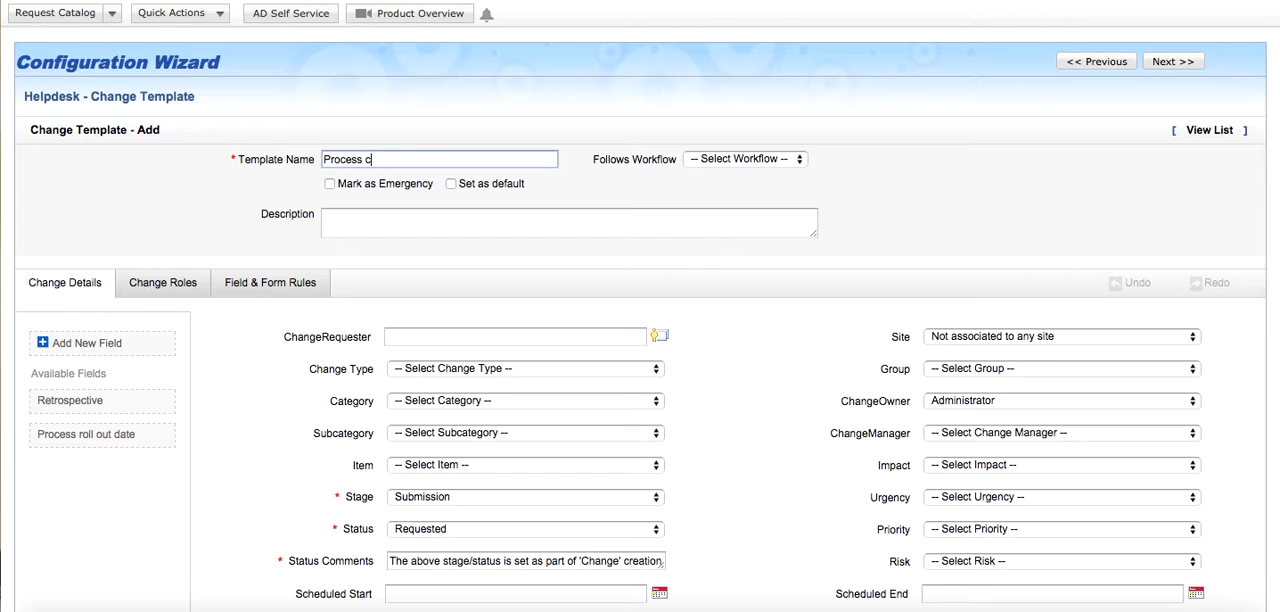 Request Catalog Quick Actions AD Self Service Product Overview
Configuration Wizard << Previous Next >>
Helpdesk - Change Template
Change Template - Add [ View List ]
* Template Name Process c Follows Workflow -- Select Workflow --
Mark as Emergency Set as default
Description
Change Details Change Roles Field & Form Rules Undo Redo
Add New Field
Available Fields
Retrospective
Process roll out date
ChangeRequester Site Not associated to any site
Change Type -- Select Change Type -- Group -- Select Group --
Category -- Select Category -- ChangeOwner Administrator
Subcategory -- Select Subcategory -- ChangeManager -- Select Change Manager --
Item -- Select Item -- Impact -- Select Impact --
* Stage Submission Urgency -- Select Urgency --
* Status Requested Priority -- Select Priority --
* Status Comments The above stage/status is set as part of 'Change' creation Risk -- Select Risk --
Scheduled Start Scheduled End